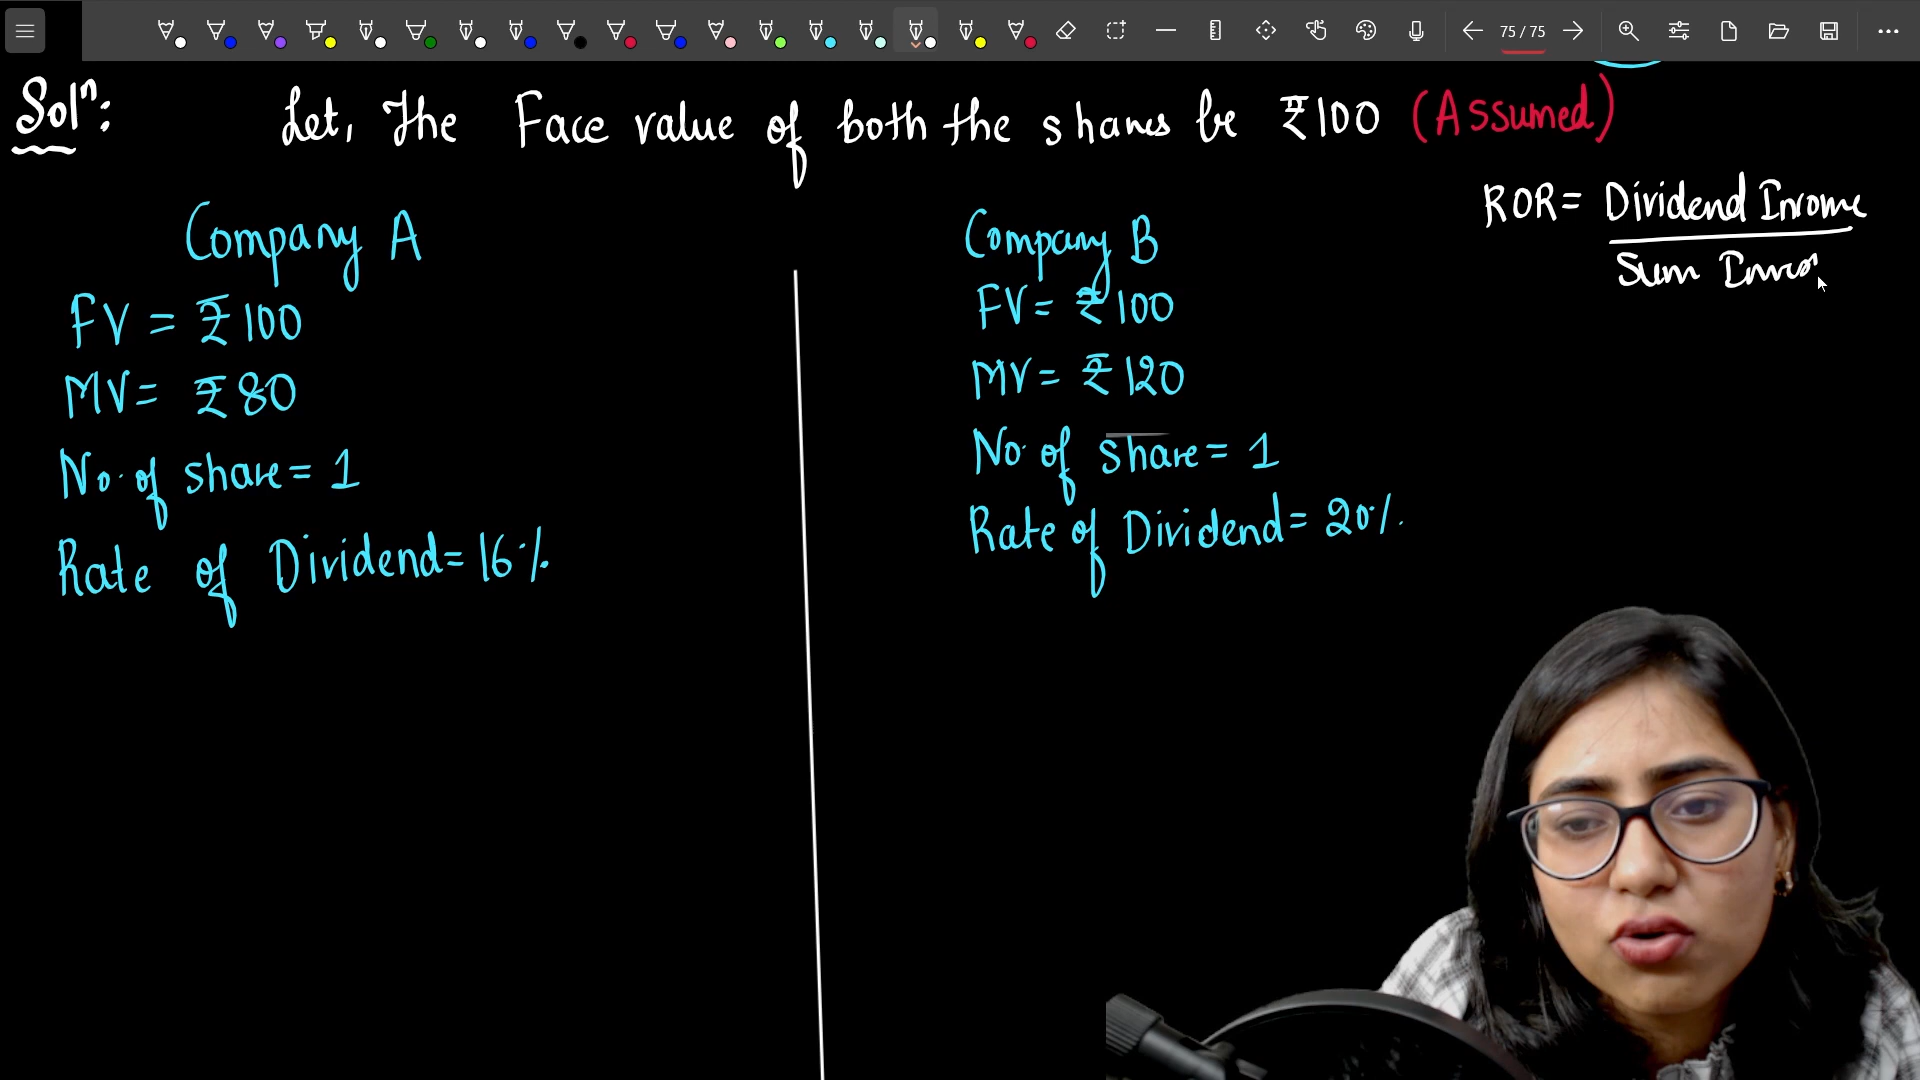 75 / 75
Solⁿ: Let, The Face value of both the shares be ₹100 (Assumed)
ROR = Dividend Income
Sum
Company A
FV = ₹100
MV = ₹80
No. of share = 1
Rate of Dividend = 16%
Company B
FV = ₹100
MV = ₹120
No. of share = 1
Rate of Dividend = 20%